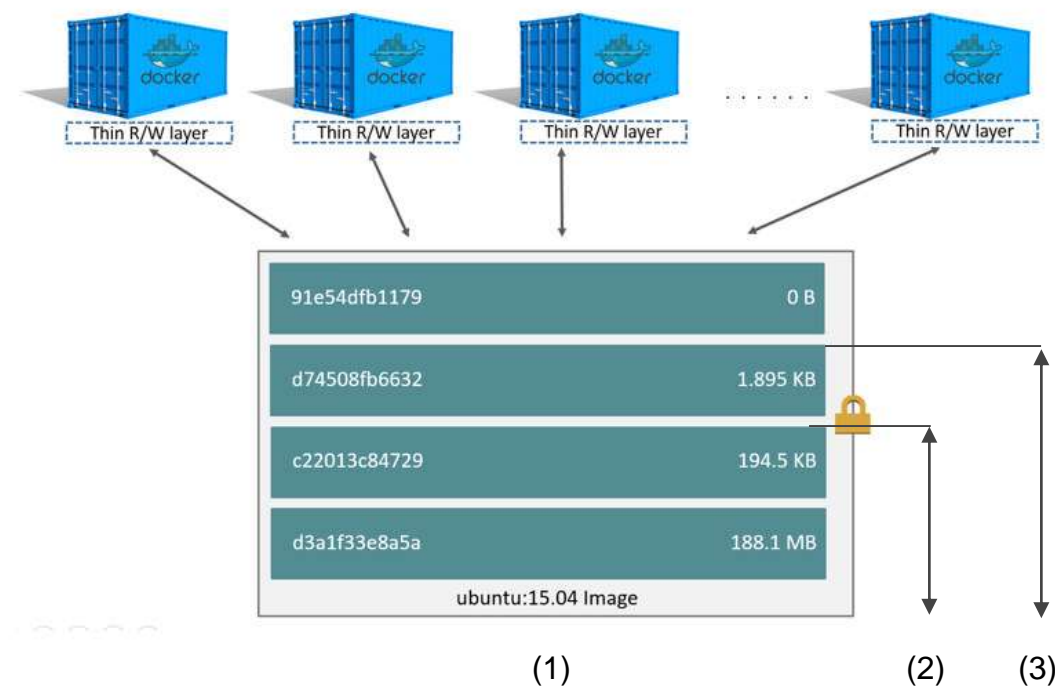 docker docker docker docker
Thin R/W layer Thin R/W layer Thin R/W layer . . . . . . Thin R/W layer
91e54dfb1179 0 B
d74508fb6632 1.895 KB
c22013c84729 194.5 KB
d3a1f33e8a5a 188.1 MB
ubuntu:15.04 Image
(1) (2) (3)